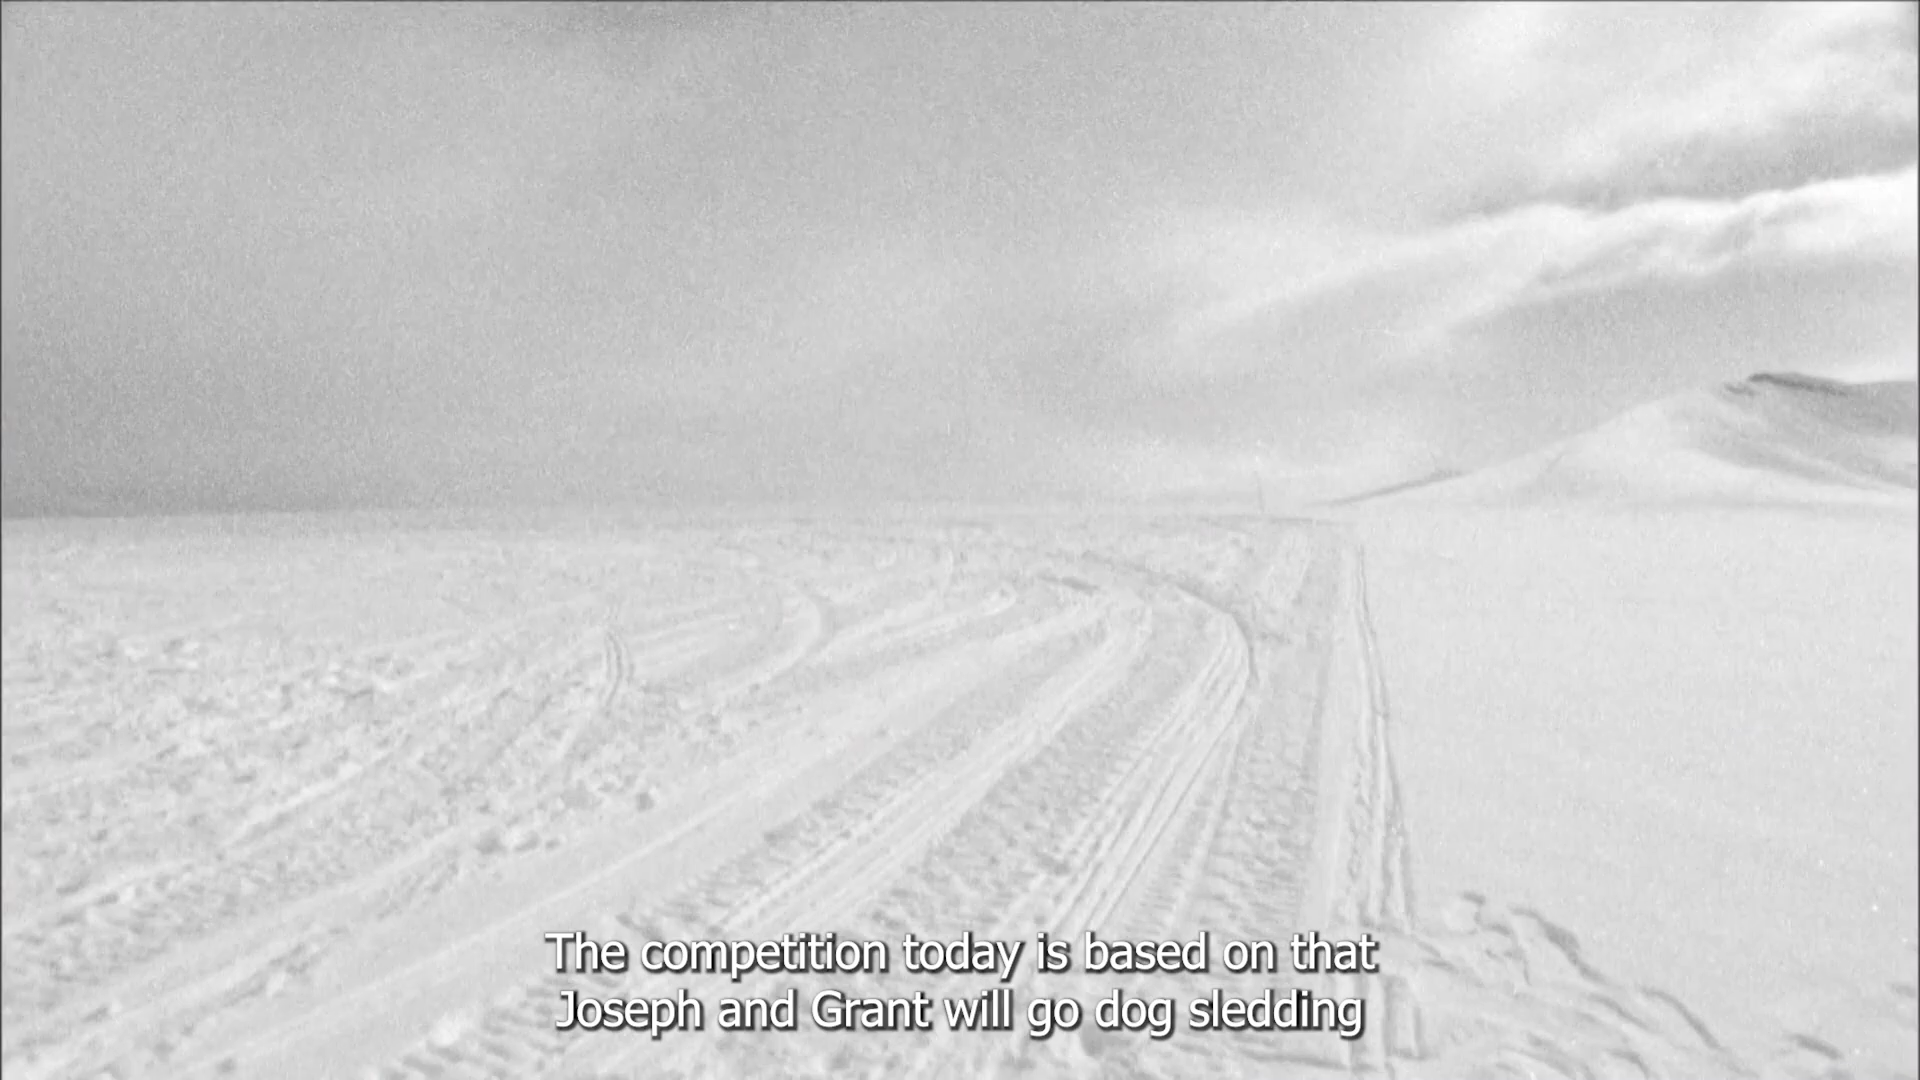 The competition today is based on that
Joseph and Grant will go dog sledding